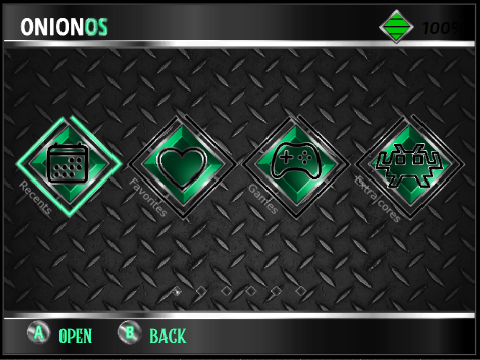 ONIONOS
100%
Recents
Favorites
Games
Extra cores
A OPEN B BACK